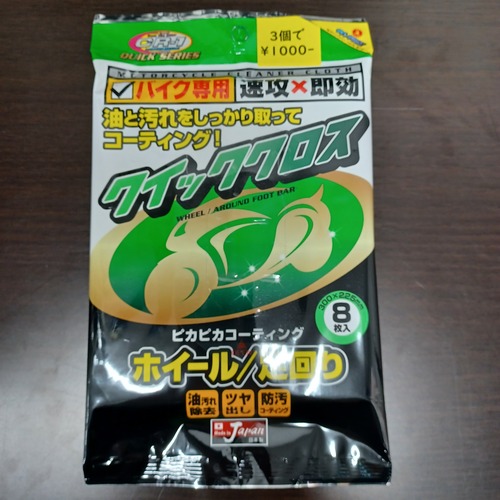 QUICK SERIES
3個で
¥1000-
MOTORCYCLE CLEANER CLOTH
バイク専用 速攻×即効
油と汚れをしっかり取って
コーティング!
クイッククロス
WHEEL / AROUND FOOT BAR
8
枚入
ピカピカコーティング
ホイール/足回り
油汚れ
除去
ツヤ
出し
防汚
コーティング
Made in Japan
日本製